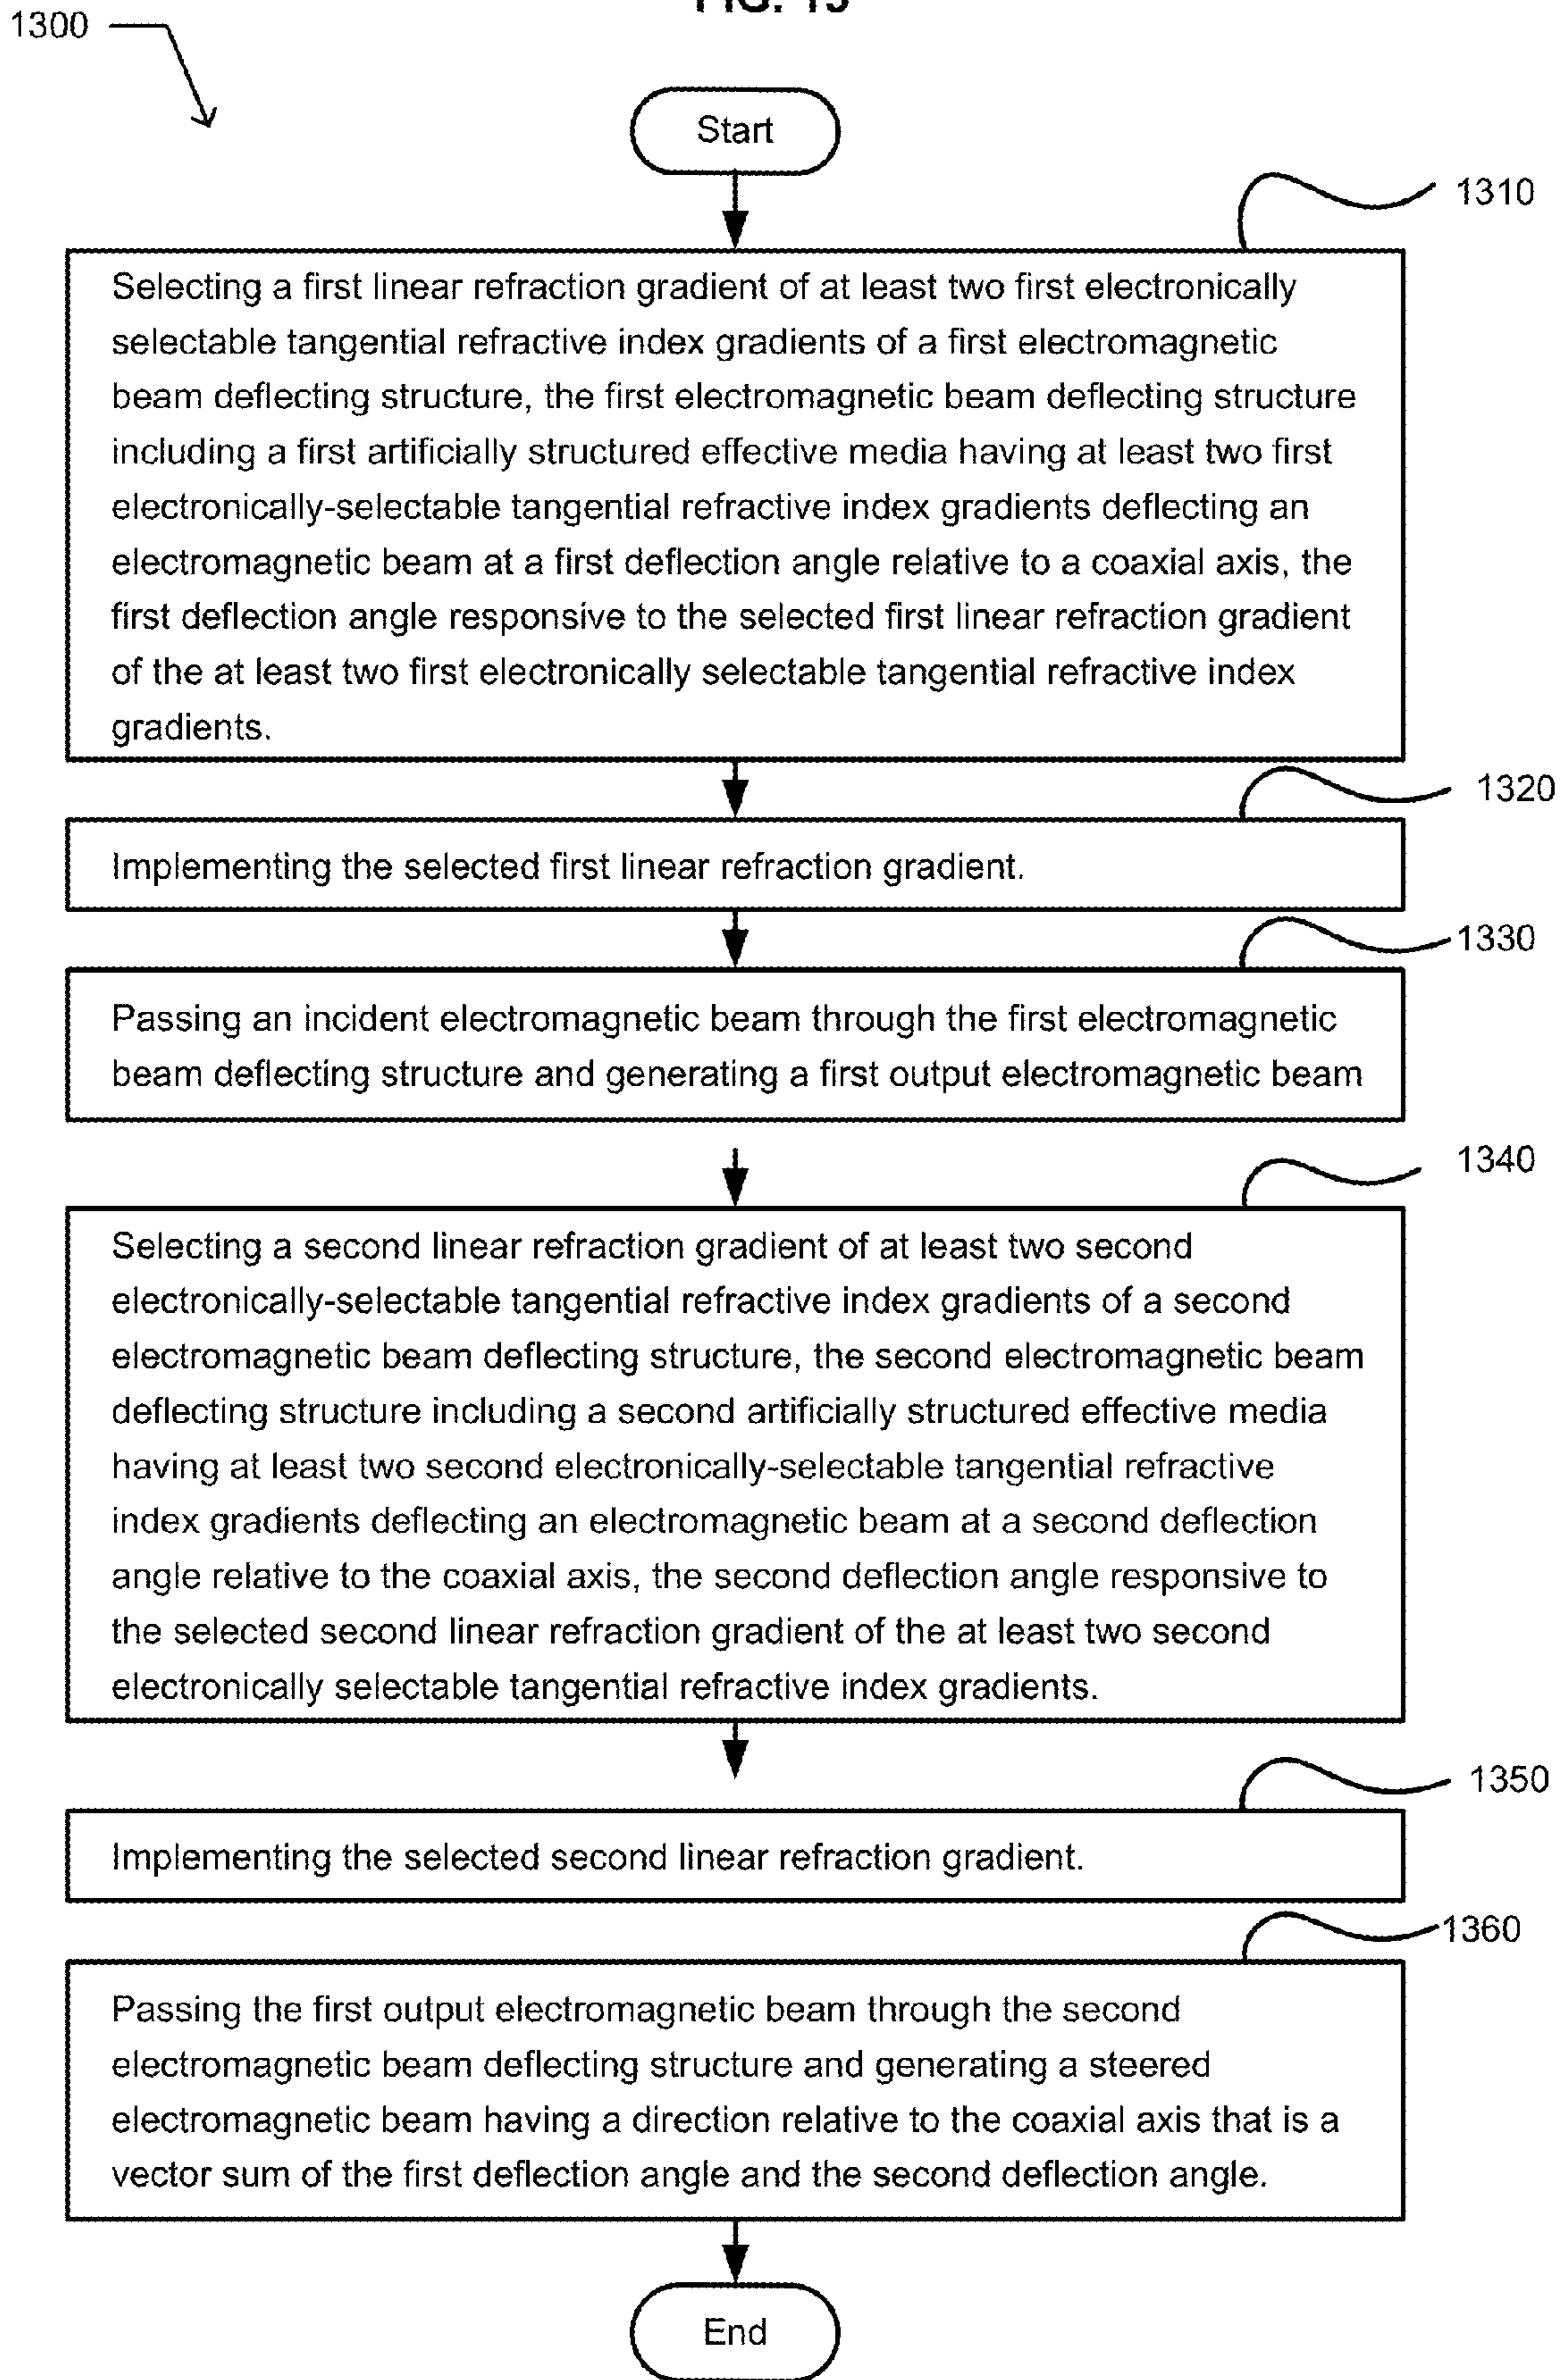 FIG. 13
1300
Start
1310
Selecting a first linear refraction gradient of at least two first electronically
selectable tangential refractive index gradients of a first electromagnetic
beam deflecting structure, the first electromagnetic beam deflecting structure
including a first artificially structured effective media having at least two first
electronically-selectable tangential refractive index gradients deflecting an
electromagnetic beam at a first deflection angle relative to a coaxial axis, the
first deflection angle responsive to the selected first linear refraction gradient
of the at least two first electronically selectable tangential refractive index
gradients.
1320
Implementing the selected first linear refraction gradient.
1330
Passing an incident electromagnetic beam through the first electromagnetic
beam deflecting structure and generating a first output electromagnetic beam
1340
Selecting a second linear refraction gradient of at least two second
electronically-selectable tangential refractive index gradients of a second
electromagnetic beam deflecting structure, the second electromagnetic beam
deflecting structure including a second artificially structured effective media
having at least two second electronically-selectable tangential refractive
index gradients deflecting an electromagnetic beam at a second deflection
angle relative to the coaxial axis, the second deflection angle responsive to
the selected second linear refraction gradient of the at least two second
electronically selectable tangential refractive index gradients.
1350
Implementing the selected second linear refraction gradient.
1360
Passing the first output electromagnetic beam through the second
electromagnetic beam deflecting structure and generating a steered
electromagnetic beam having a direction relative to the coaxial axis that is a
vector sum of the first deflection angle and the second deflection angle.
End